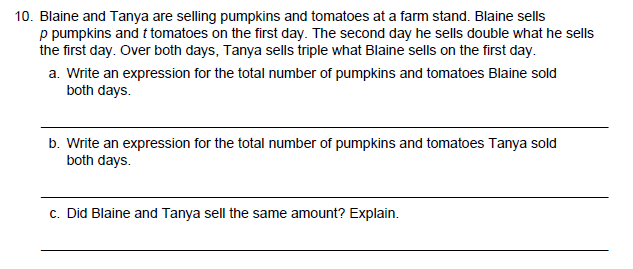 10. Blaine and Tanya are selling pumpkins and tomatoes at a farm stand. Blaine sells
p pumpkins and t tomatoes on the first day. The second day he sells double what he sells
the first day. Over both days, Tanya sells triple what Blaine sells on the first day.
a. Write an expression for the total number of pumpkins and tomatoes Blaine sold
both days.
b. Write an expression for the total number of pumpkins and tomatoes Tanya sold
both days.
c. Did Blaine and Tanya sell the same amount? Explain.